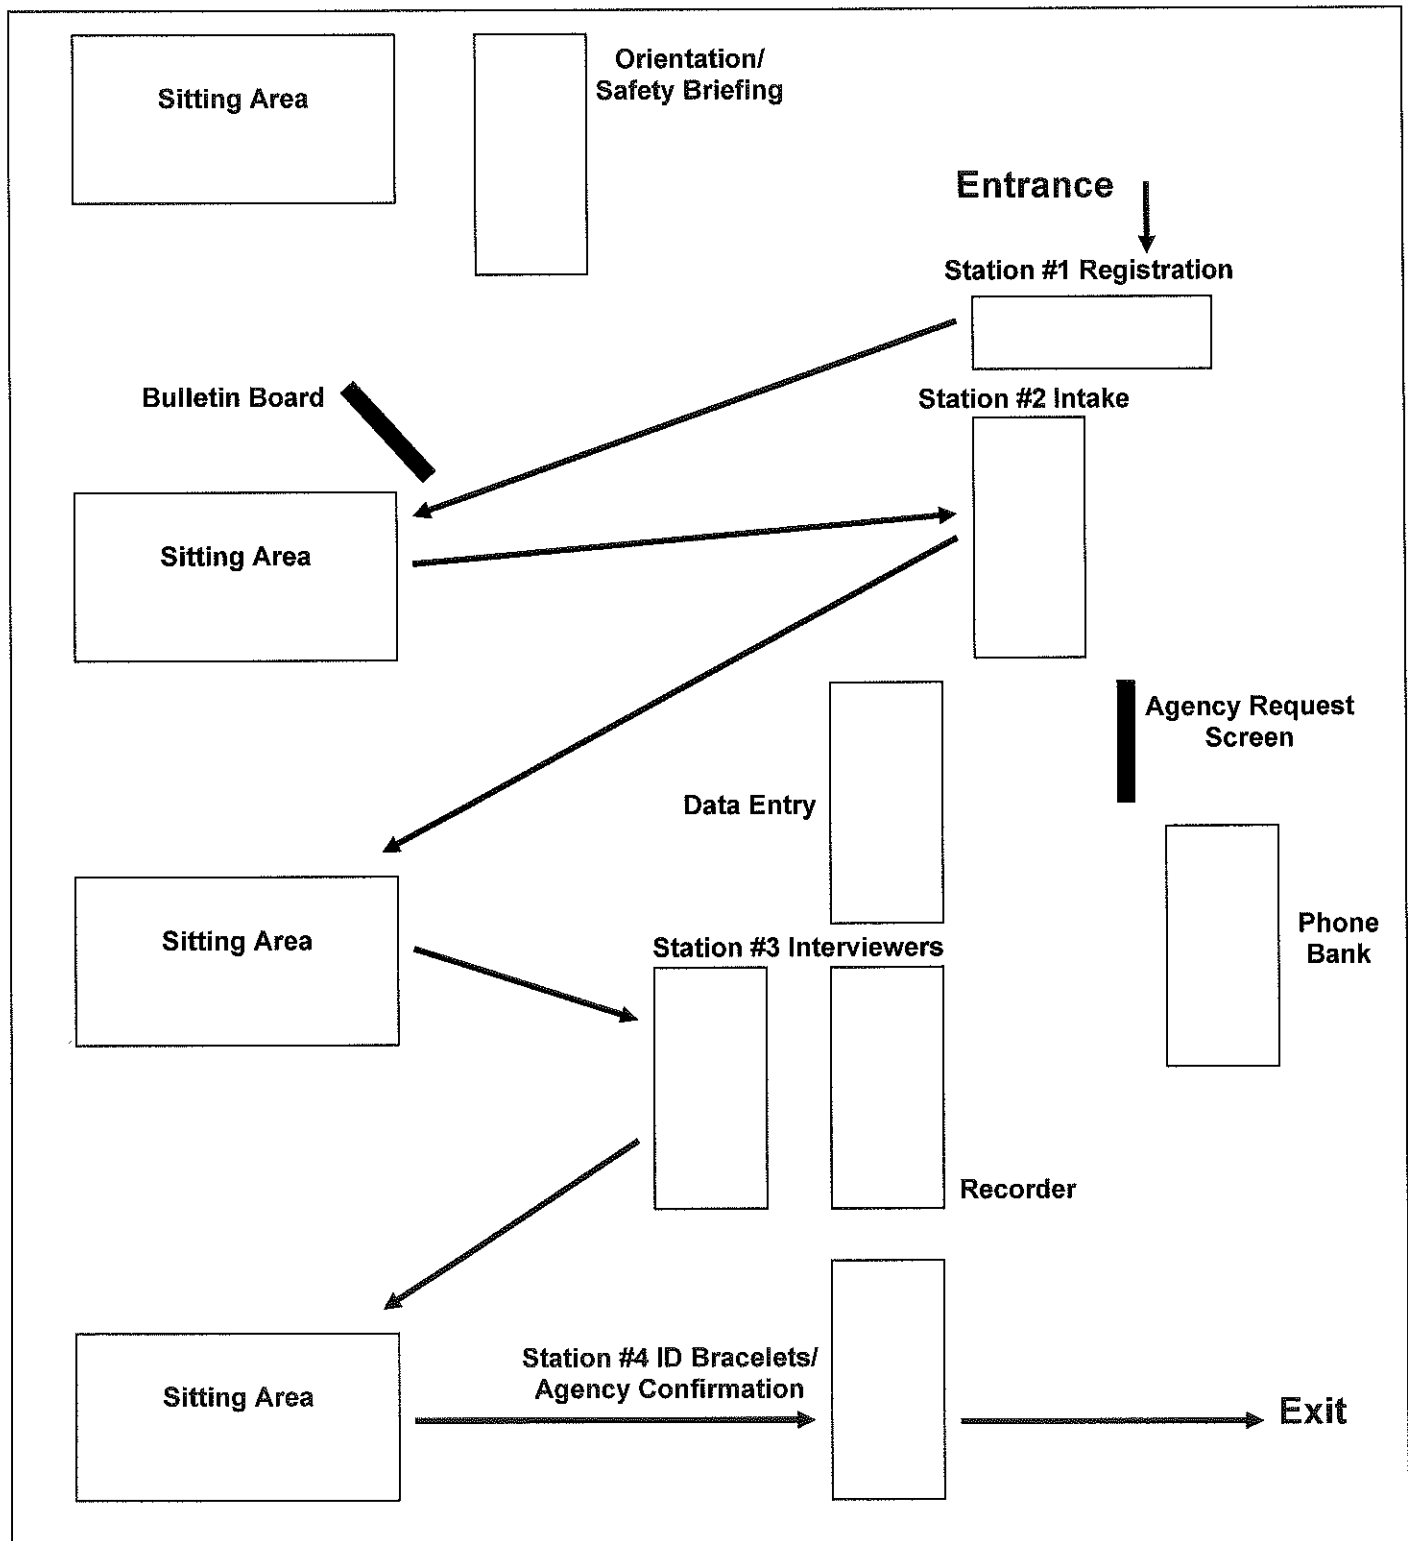 Sitting Area
Orientation/
Safety Briefing
Entrance
Station #1 Registration
Bulletin Board
Station #2 Intake
Sitting Area
Agency Request
Screen
Data Entry
Sitting Area
Station #3 Interviewers
Phone
Bank
Recorder
Station #4 ID Bracelets/
Agency Confirmation
Sitting Area
Exit